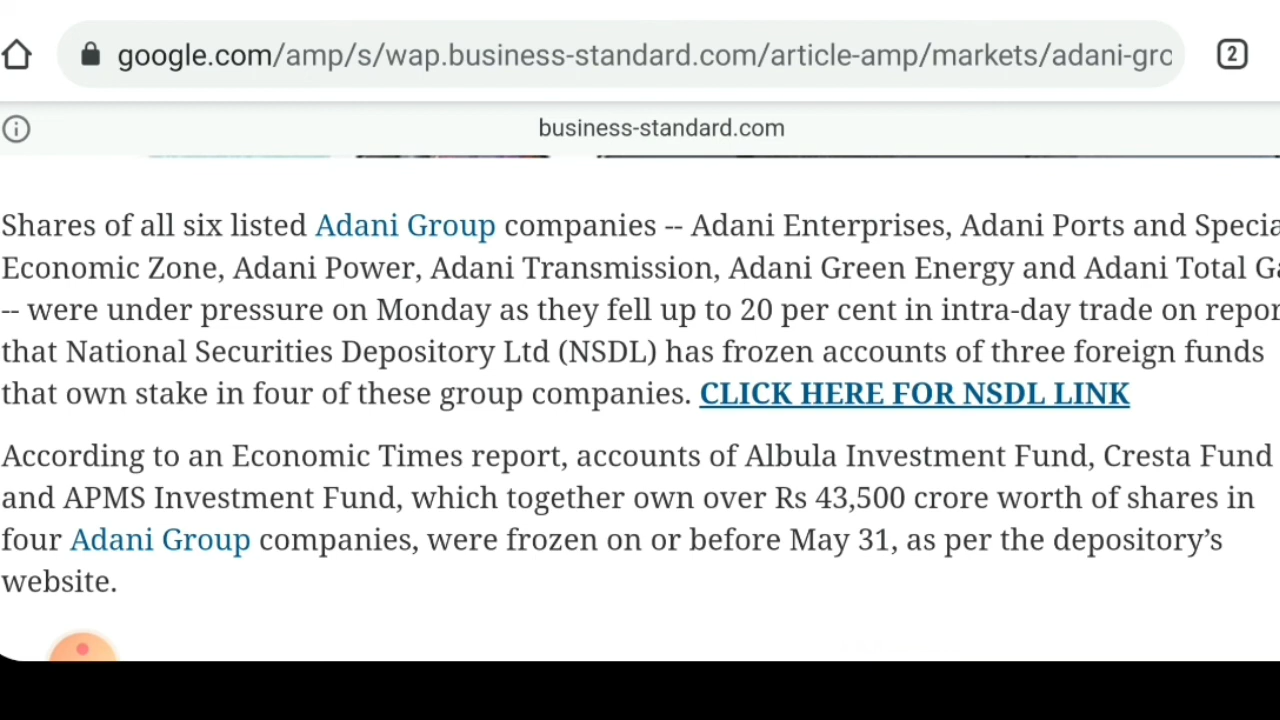 google.com/amp/s/wap.business-standard.com/article-amp/markets/adani-grc
2
business-standard.com
Shares of all six listed Adani Group companies -- Adani Enterprises, Adani Ports and Specia
Economic Zone, Adani Power, Adani Transmission, Adani Green Energy and Adani Total Ga
-- were under pressure on Monday as they fell up to 20 per cent in intra-day trade on repor
that National Securities Depository Ltd (NSDL) has frozen accounts of three foreign funds
that own stake in four of these group companies. CLICK HERE FOR NSDL LINK
According to an Economic Times report, accounts of Albula Investment Fund, Cresta Fund
and APMS Investment Fund, which together own over Rs 43,500 crore worth of shares in
four Adani Group companies, were frozen on or before May 31, as per the depository’s
website.